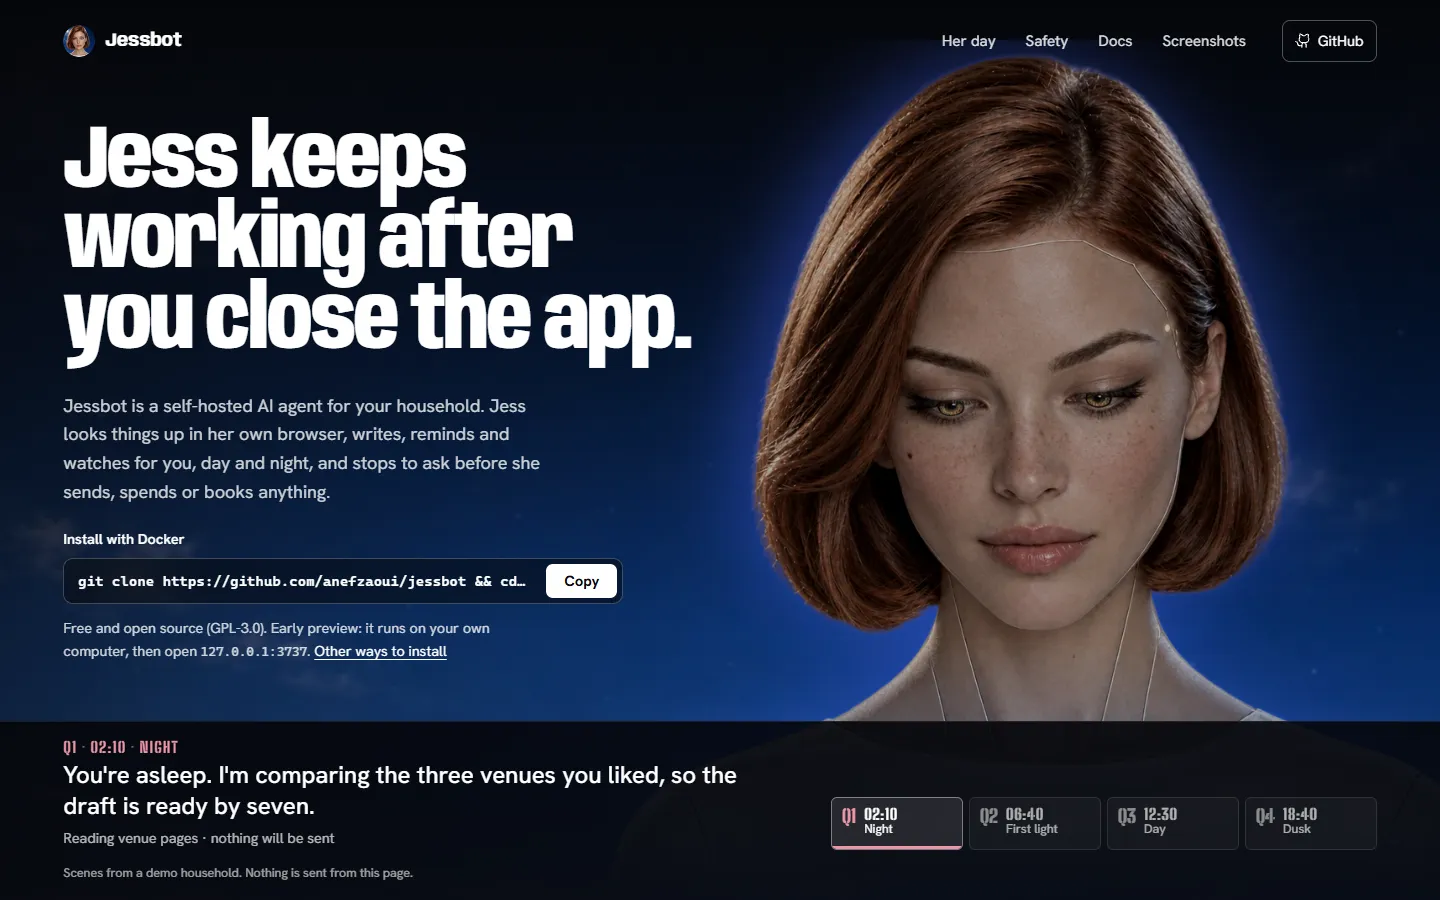 Jessbot
Her day
Safety
Docs
Screenshots
GitHub
Jess keeps
working after
you close the app.
Jessbot is a self-hosted AI agent for your household. Jess
looks things up in her own browser, writes, reminds and
watches for you, day and night, and stops to ask before she
sends, spends or books anything.
Install with Docker
git clone https://github.com/anefzaoui/jessbot && cd…
Copy
Free and open source (GPL-3.0). Early preview: it runs on your own
computer, then open 127.0.0.1:3737. Other ways to install
Q1 · 02:10 · NIGHT
You're asleep. I'm comparing the three venues you liked, so the
draft is ready by seven.
Reading venue pages · nothing will be sent
Scenes from a demo household. Nothing is sent from this page.
Q1 02:10
Night
Q2 06:40
First light
Q3 12:30
Day
Q4 18:40
Dusk